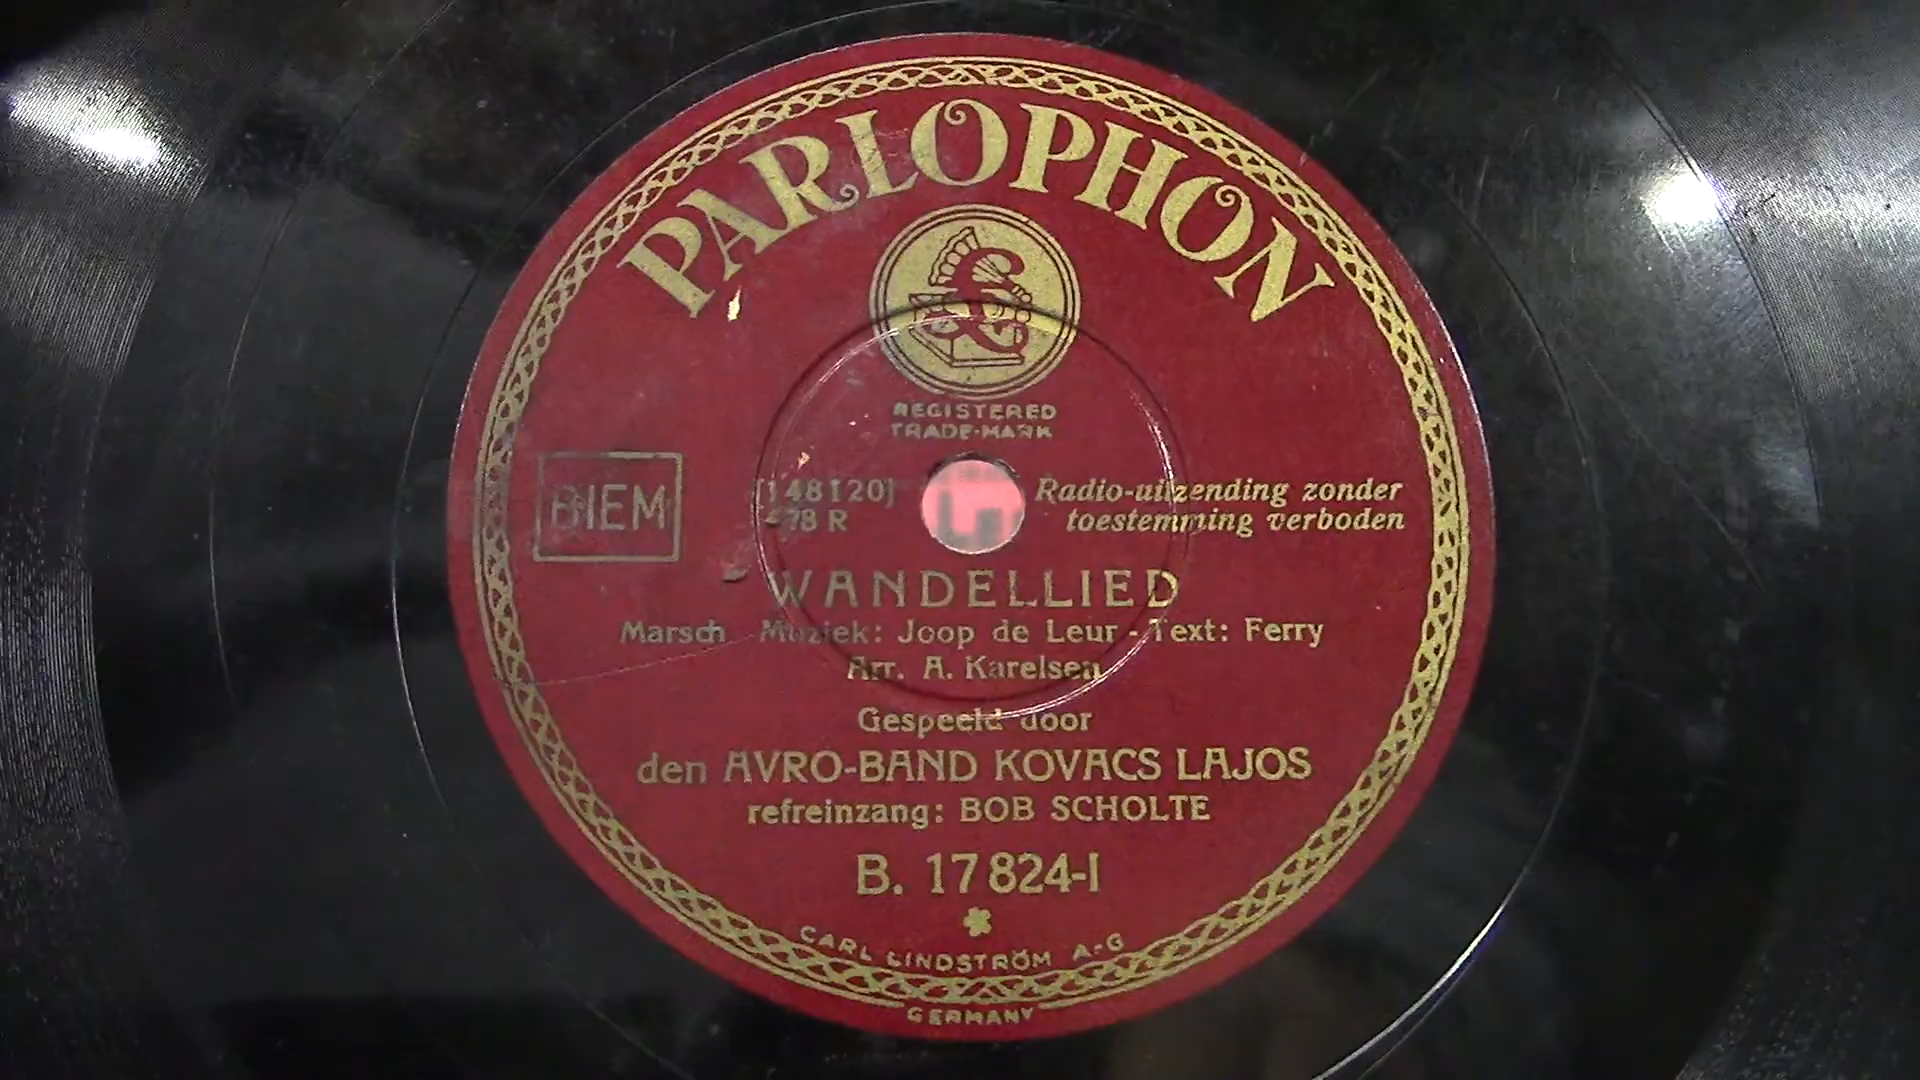 PARLOPHON
REGISTERED
TRADE-MARK
BIEM
[148120]
478 R
Radio-uitzending zonder
toestemming verboden
WANDELLIED
Marsch Muziek: Joop de Leur - Text: Ferry
Arr. A. Karelsen
Gespeeld door
den AVRO-BAND KOVACS LAJOS
refreinzang: BOB SCHOLTE
B. 17824-I
CARL LINDSTRÖM A-G
GERMANY